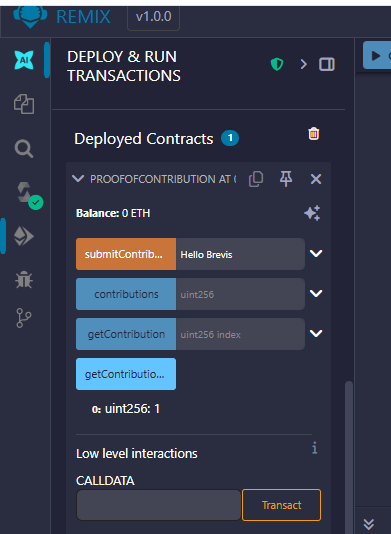 REMIX v1.0.0
AI
DEPLOY & RUN
TRANSACTIONS
Deployed Contracts 1
PROOFOFCONTRIBUTION AT 0
Balance: 0 ETH
submitContrib... Hello Brevis
contributions uint256
getContribution uint256 index
getContributio...
0: uint256: 1
Low level interactions
i
CALLDATA
Transact